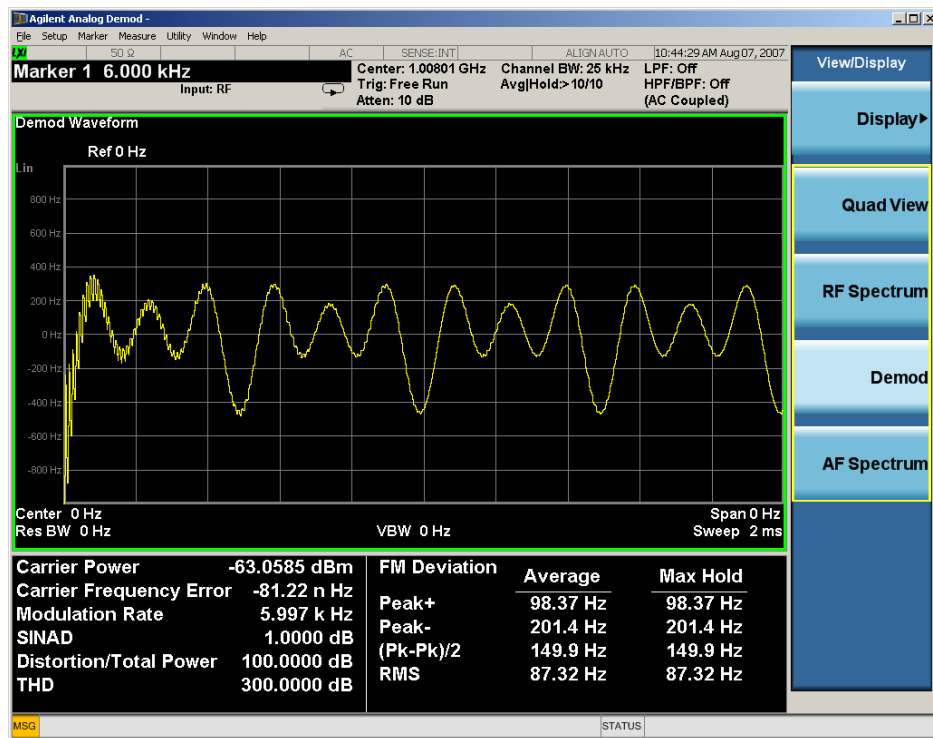 Agilent Analog Demod -
File Setup Marker Measure Utility Window Help
LXI 50 Ω AC SENSE:INT ALIGN AUTO 10:44:29 AM Aug 07, 2007
Marker 1 6.000 kHz
Input: RF
Center: 1.00801 GHz Channel BW: 25 kHz LPF: Off
Trig: Free Run Avg|Hold:>10/10 HPF/BPF: Off
Atten: 10 dB (AC Coupled)
View/Display
Display
Quad View
RF Spectrum
Demod
AF Spectrum
Demod Waveform
Ref 0 Hz
Lin
800 Hz
600 Hz
400 Hz
200 Hz
0 Hz
-200 Hz
-400 Hz
-600 Hz
-800 Hz
Center 0 Hz Span 0 Hz
Res BW 0 Hz VBW 0 Hz Sweep 2 ms
Carrier Power -63.0585 dBm
Carrier Frequency Error -81.22 n Hz
Modulation Rate 5.997 k Hz
SINAD 1.0000 dB
Distortion/Total Power 100.0000 dB
THD 300.0000 dB
FM Deviation Average Max Hold
Peak+ 98.37 Hz 98.37 Hz
Peak- 201.4 Hz 201.4 Hz
(Pk-Pk)/2 149.9 Hz 149.9 Hz
RMS 87.32 Hz 87.32 Hz
MSG STATUS